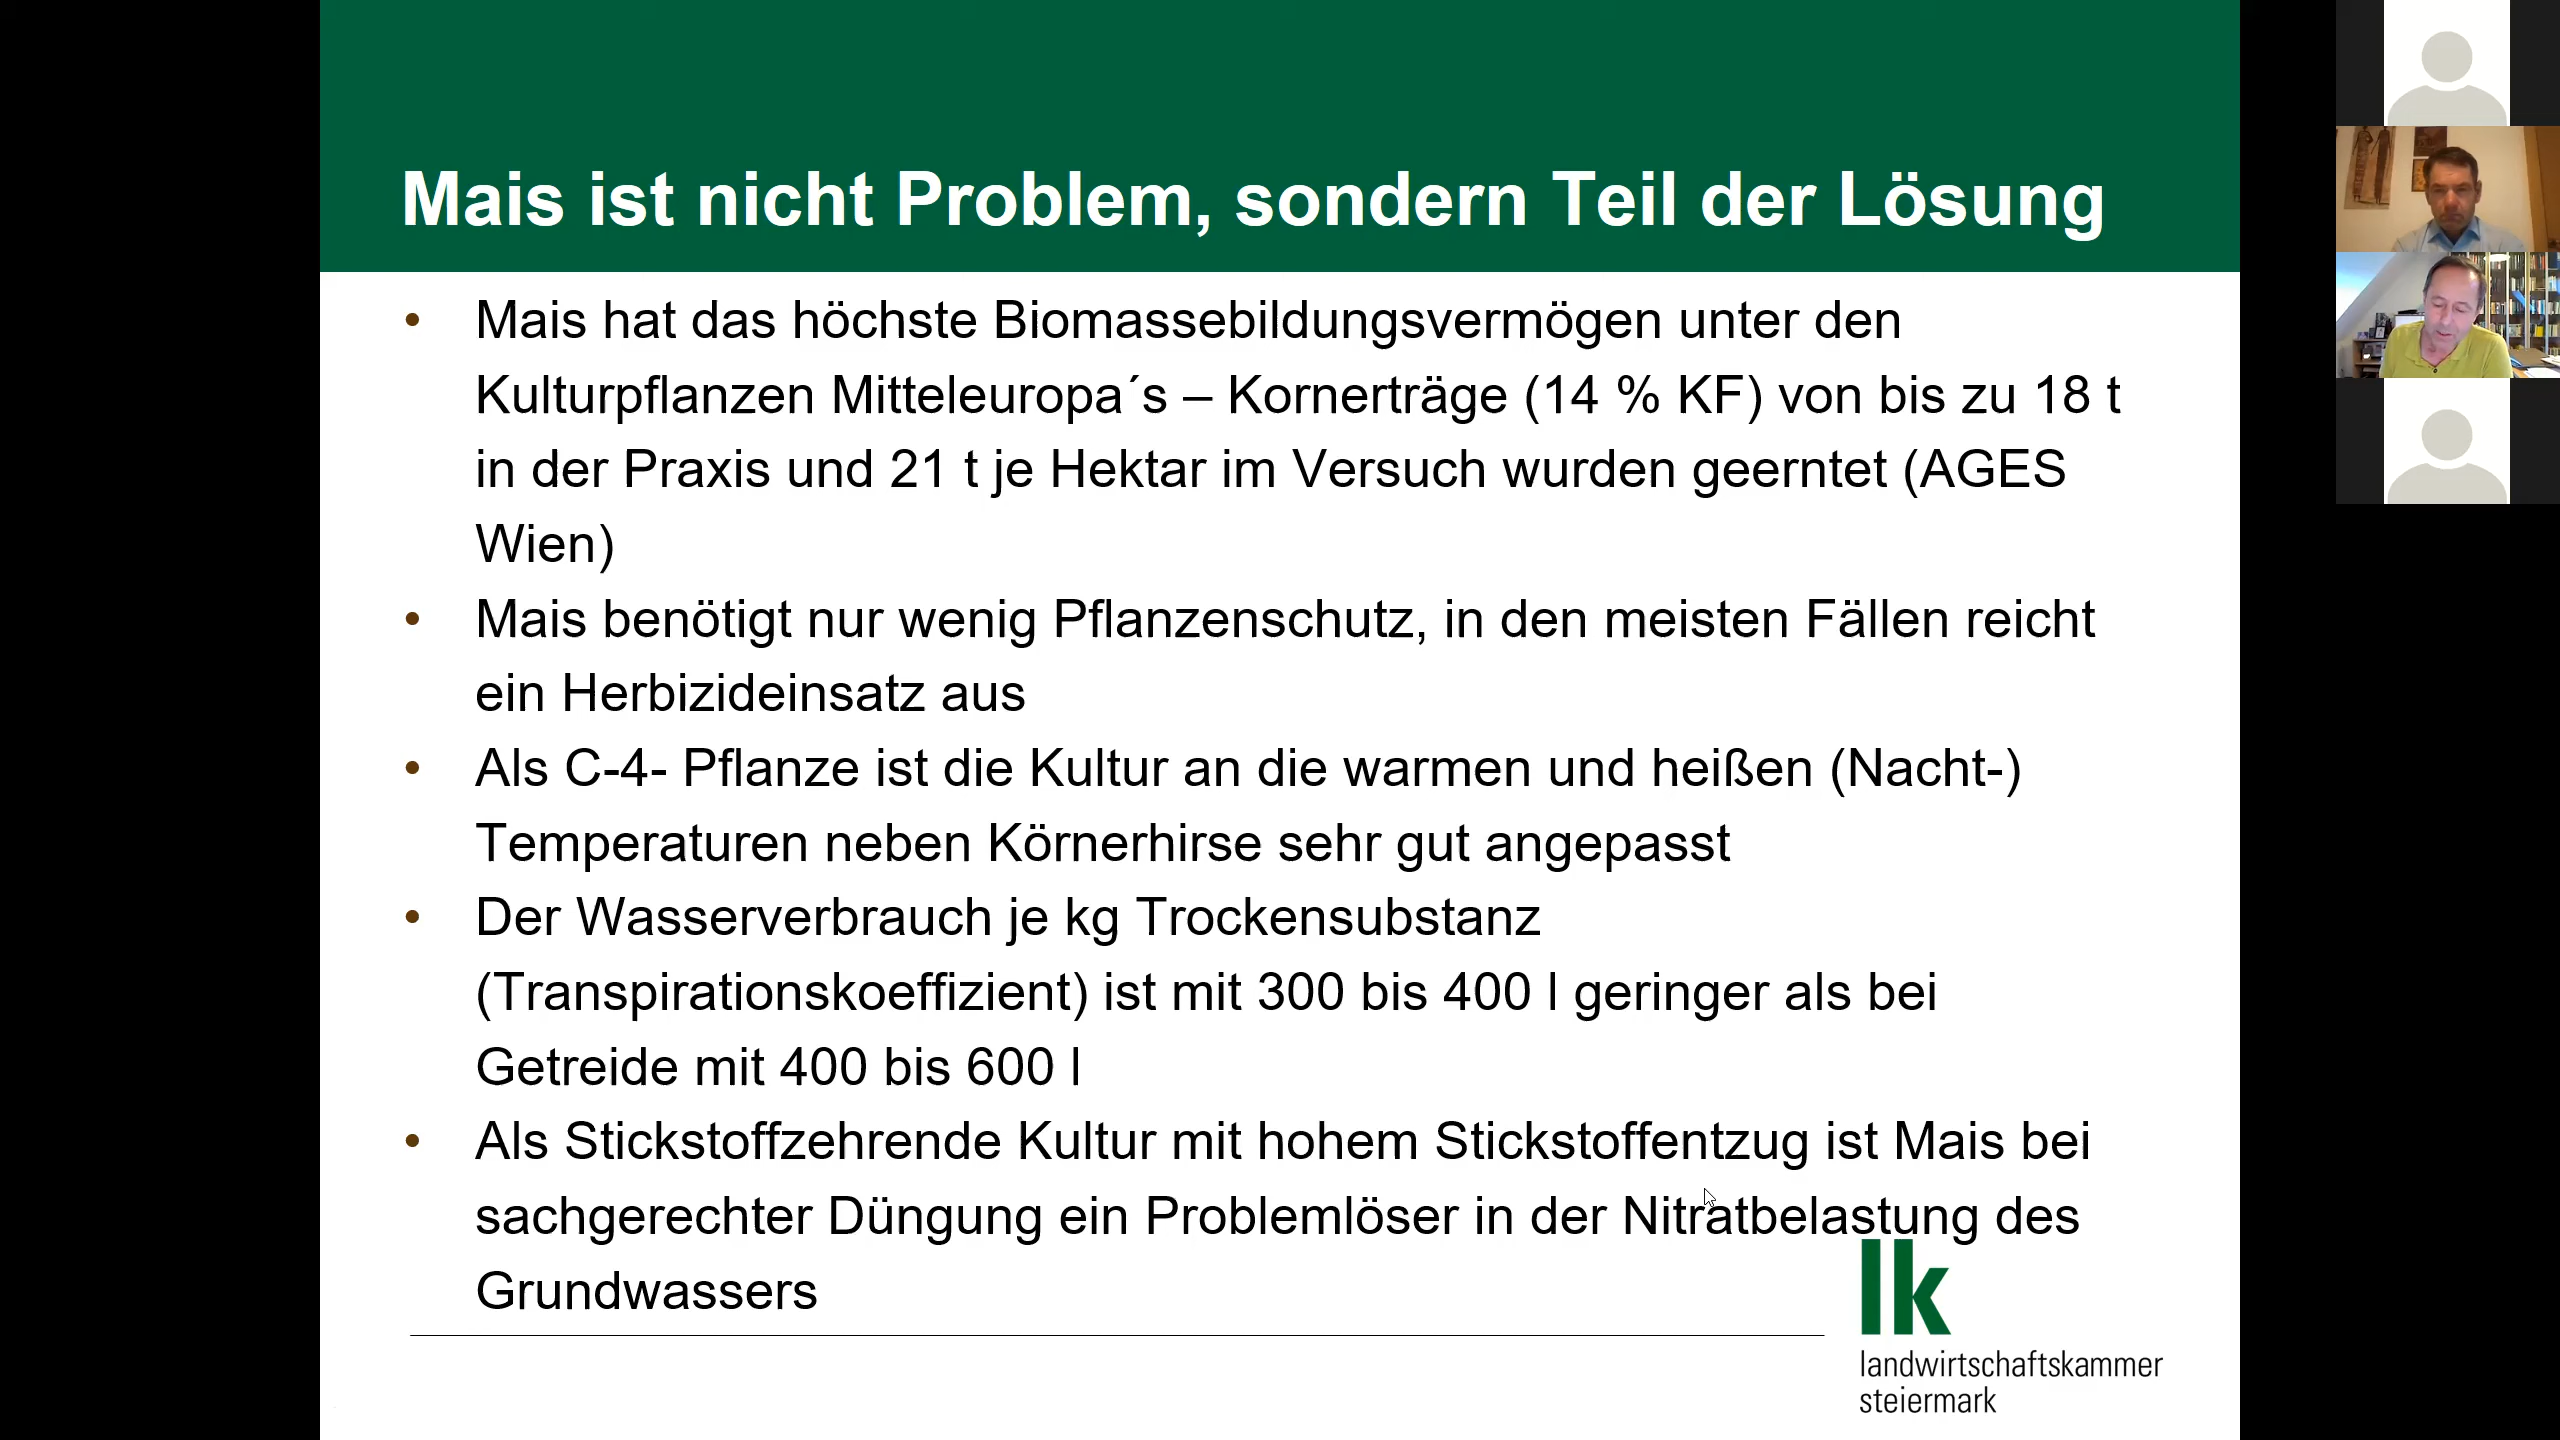 Mais ist nicht Problem, sondern Teil der Lösung
• Mais hat das höchste Biomassebildungsvermögen unter den
Kulturpflanzen Mitteleuropa´s – Kornerträge (14 % KF) von bis zu 18 t
in der Praxis und 21 t je Hektar im Versuch wurden geerntet (AGES
Wien)
• Mais benötigt nur wenig Pflanzenschutz, in den meisten Fällen reicht
ein Herbizideinsatz aus
• Als C-4- Pflanze ist die Kultur an die warmen und heißen (Nacht-)
Temperaturen neben Körnerhirse sehr gut angepasst
• Der Wasserverbrauch je kg Trockensubstanz
(Transpirationskoeffizient) ist mit 300 bis 400 l geringer als bei
Getreide mit 400 bis 600 l
• Als Stickstoffzehrende Kultur mit hohem Stickstoffentzug ist Mais bei
sachgerechter Düngung ein Problemlöser in der Nitratbelastung des
Grundwassers
lk
landwirtschaftskammer
steiermark